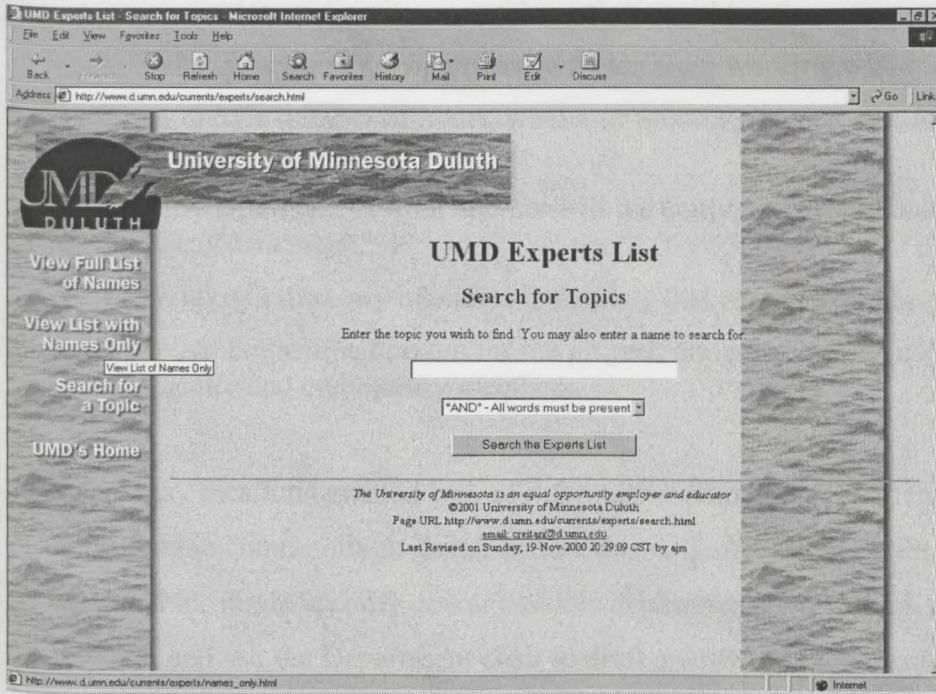 UMD Experts List - Search for Topics - Microsoft Internet Explorer
File Edit View Favorites Tools Help
Back Forward Stop Refresh Home Search Favorites History Mail Print Edit Discuss
Address http://www.d.umn.edu/currents/experts/search.html Go Link
UMD
DULUTH
University of Minnesota Duluth
View Full List
of Names
View List with
Names Only
View List of Names Only
Search for
a Topic
UMD's Home
UMD Experts List
Search for Topics
Enter the topic you wish to find. You may also enter a name to search for.
"AND" - All words must be present
Search the Experts List
The University of Minnesota is an equal opportunity employer and educator
©2001 University of Minnesota Duluth
Page URL http://www.d.umn.edu/currents/experts/search.html
email: creitan@d.umn.edu
Last Revised on Sunday, 19-Nov-2000 20:29:09 CST by ajm
http://www.d.umn.edu/currents/experts/names_only.html
Internet